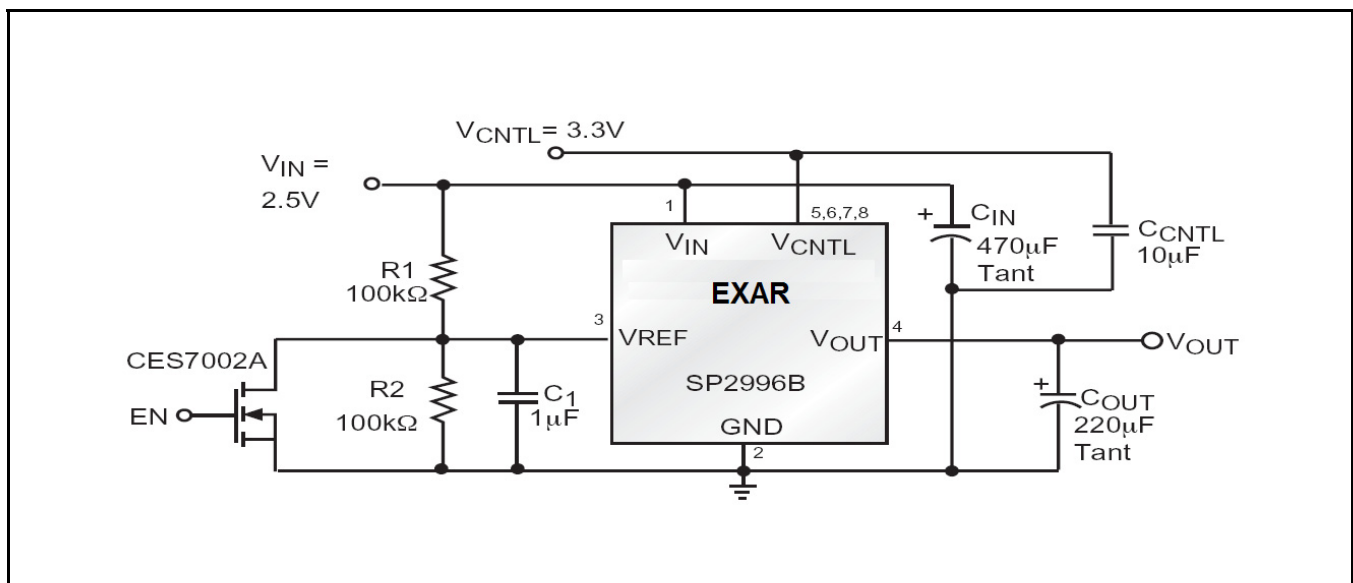 VCNTL= 3.3V
VIN =
2.5V
1
5,6,7,8
VIN
VCNTL
+
CIN
470µF
Tant
CCNTL
10µF
R1
100kΩ
EXAR
3
VREF
VOUT
4
VOUT
CES7002A
EN
R2
100kΩ
C1
1µF
SP2996B
GND
2
+
COUT
220µF
Tant